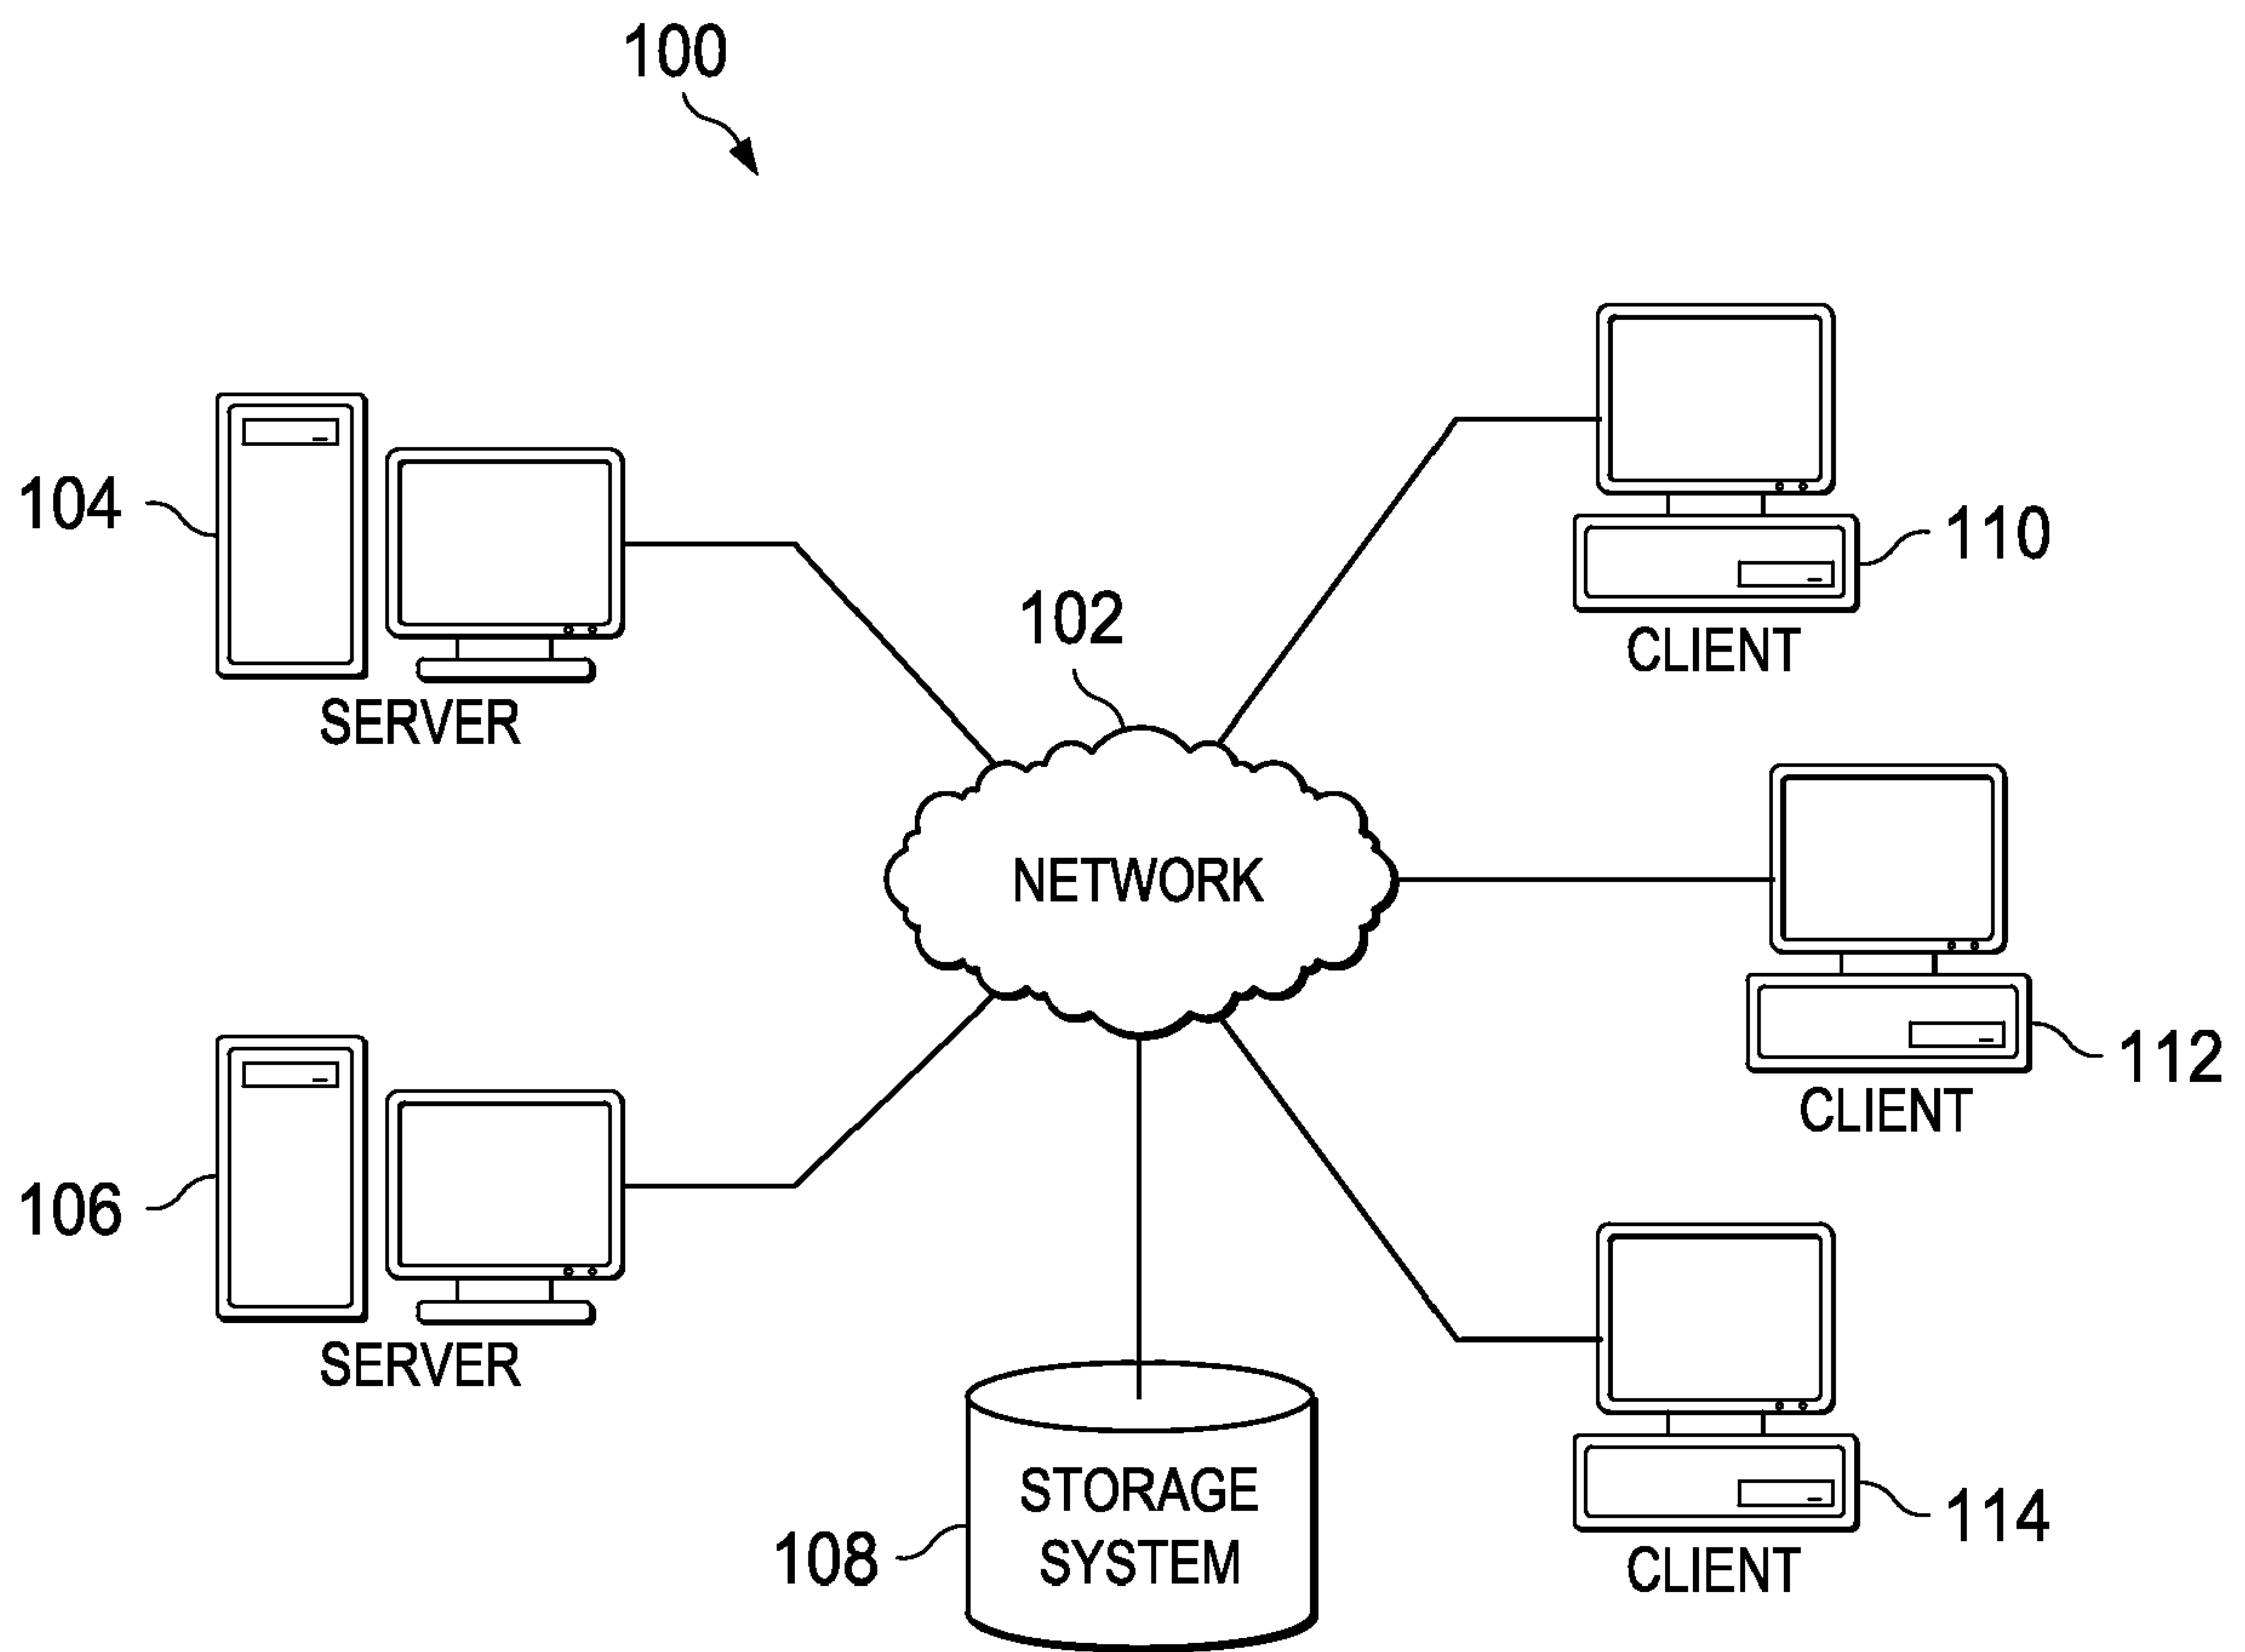 100
104
SERVER
110
CLIENT
102
NETWORK
112
CLIENT
106
SERVER
108
STORAGE
SYSTEM
114
CLIENT